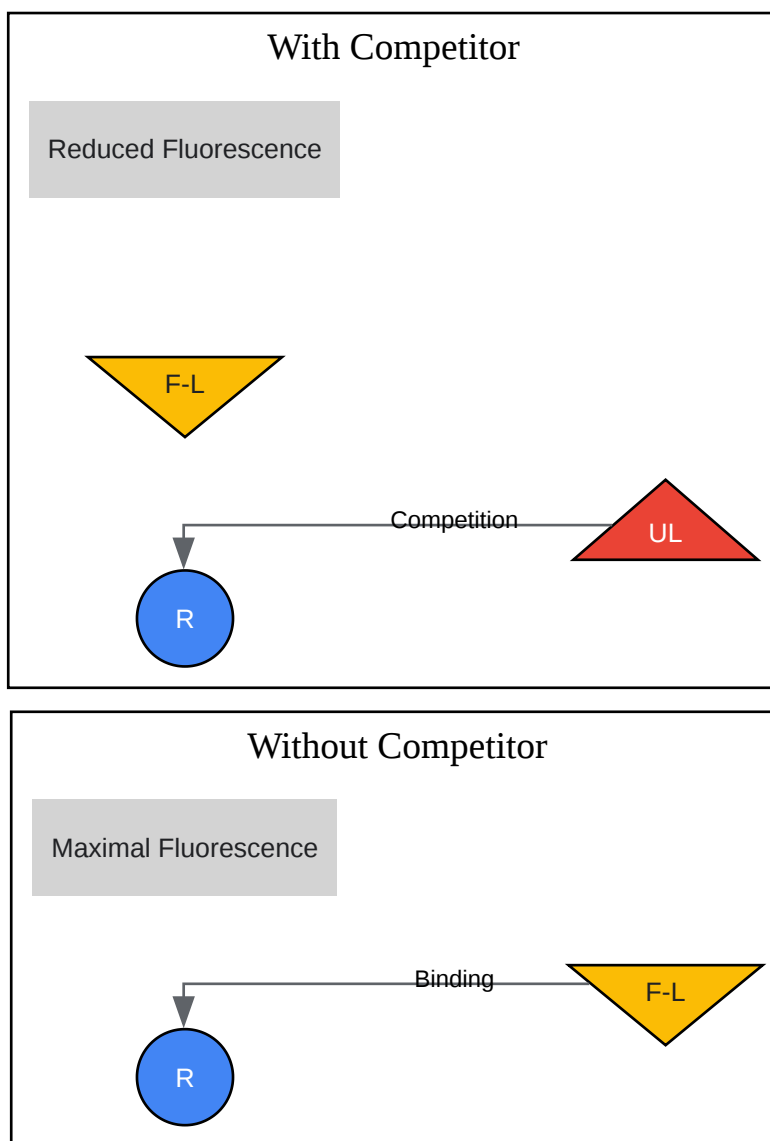 With Competitor
Reduced Fluorescence
F-L
Competition
UL
R
Without Competitor
Maximal Fluorescence
Binding
F-L
R